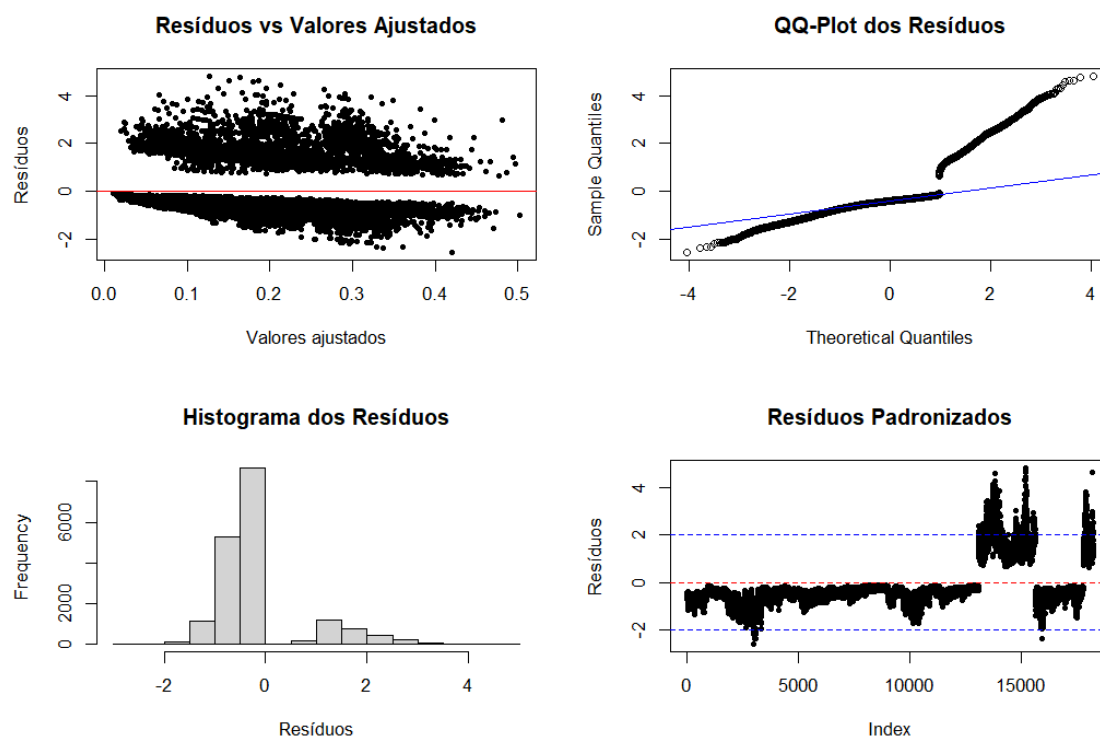 Resíduos vs Valores Ajustados
Resíduos
4
2
0
-2
0.0 0.1 0.2 0.3 0.4 0.5
Valores ajustados
QQ-Plot dos Resíduos
Sample Quantiles
4
2
0
-2
-4 -2 0 2 4
Theoretical Quantiles
Histograma dos Resíduos
Frequency
6000
2000
0
-2 0 2 4
Resíduos
Resíduos Padronizados
Resíduos
4
2
0
-2
0 5000 10000 15000
Index